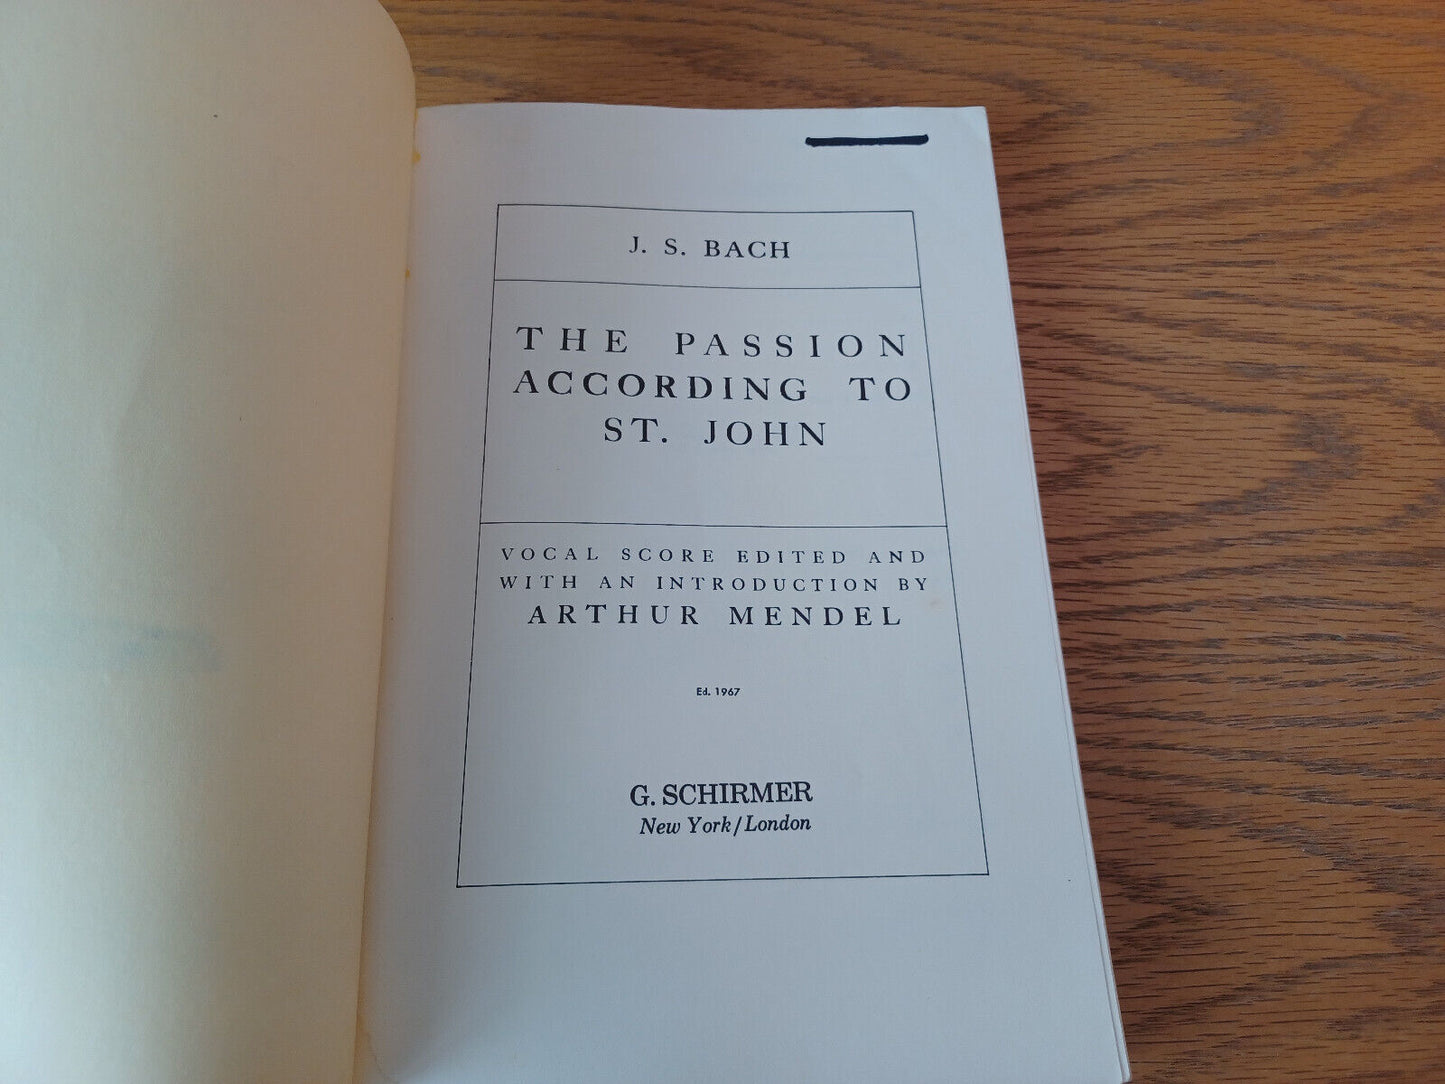 J. S. BACH
THE PASSION
ACCORDING TO
ST. JOHN
VOCAL SCORE EDITED AND
WITH AN INTRODUCTION BY
ARTHUR MENDEL
Ed. 1967
G. SCHIRMER
New York/London